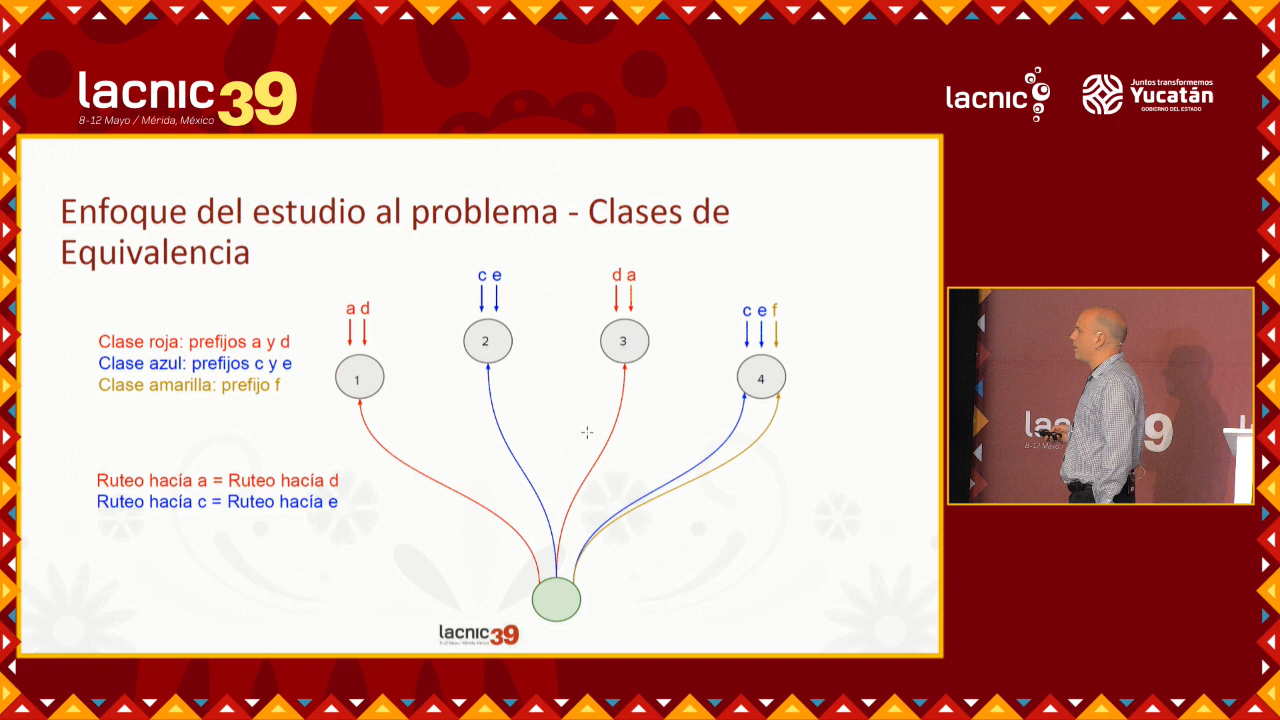 lacnic39
8-12 Mayo / Mérida, México
lacnic
Juntos transformemos
Yucatán
GOBIERNO DEL ESTADO
Enfoque del estudio al problema - Clases de
Equivalencia
c e
d a
a d
c e f
Clase roja: prefijos a y d
Clase azul: prefijos c y e
Clase amarilla: prefijo f
1
2
3
4
Ruteo hacía a = Ruteo hacía d
Ruteo hacía c = Ruteo hacía e
lacnic39
9